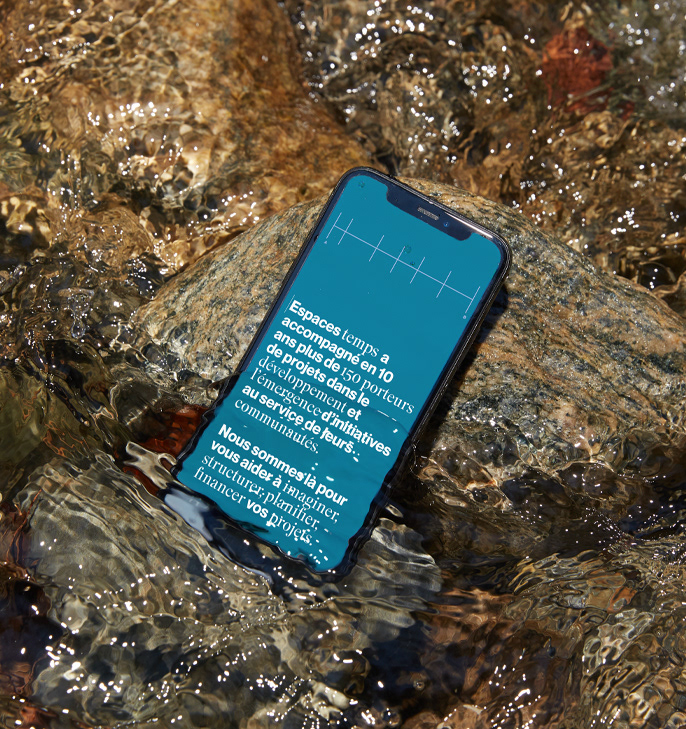 Espaces temps a
accompagné en 10
ans plus de 150 porteurs
de projets dans le
développement et
l'émergence d'initiatives
au service de leurs
communautés.
Nous sommes là pour
vous aider à imaginer,
structurer, planifier,
financer vos projets.